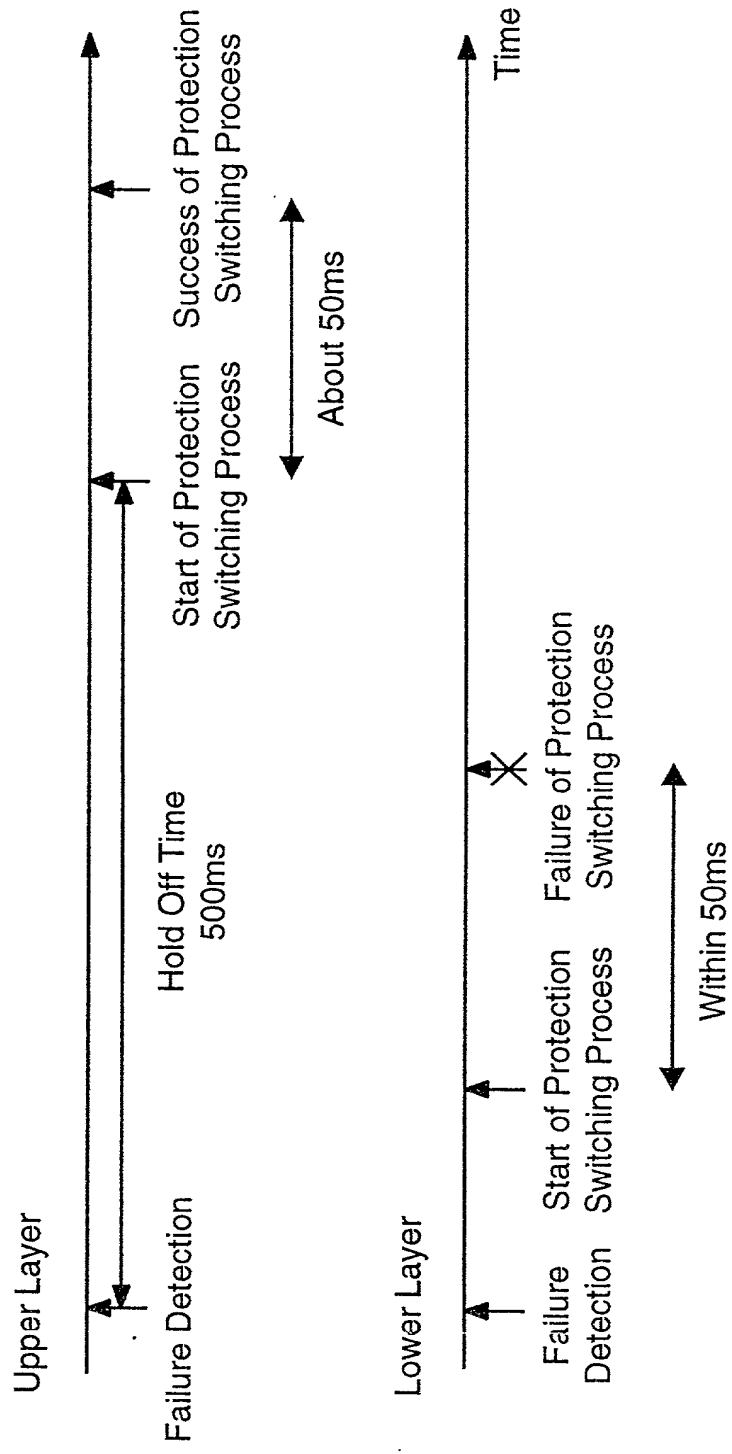 Upper Layer
Failure Detection
Hold Off Time
500ms
Start of Protection
Switching Process
Success of Protection
Switching Process
About 50ms
Lower Layer
Failure
Detection
Start of Protection
Switching Process
Failure of Protection
Switching Process
Within 50ms
Time